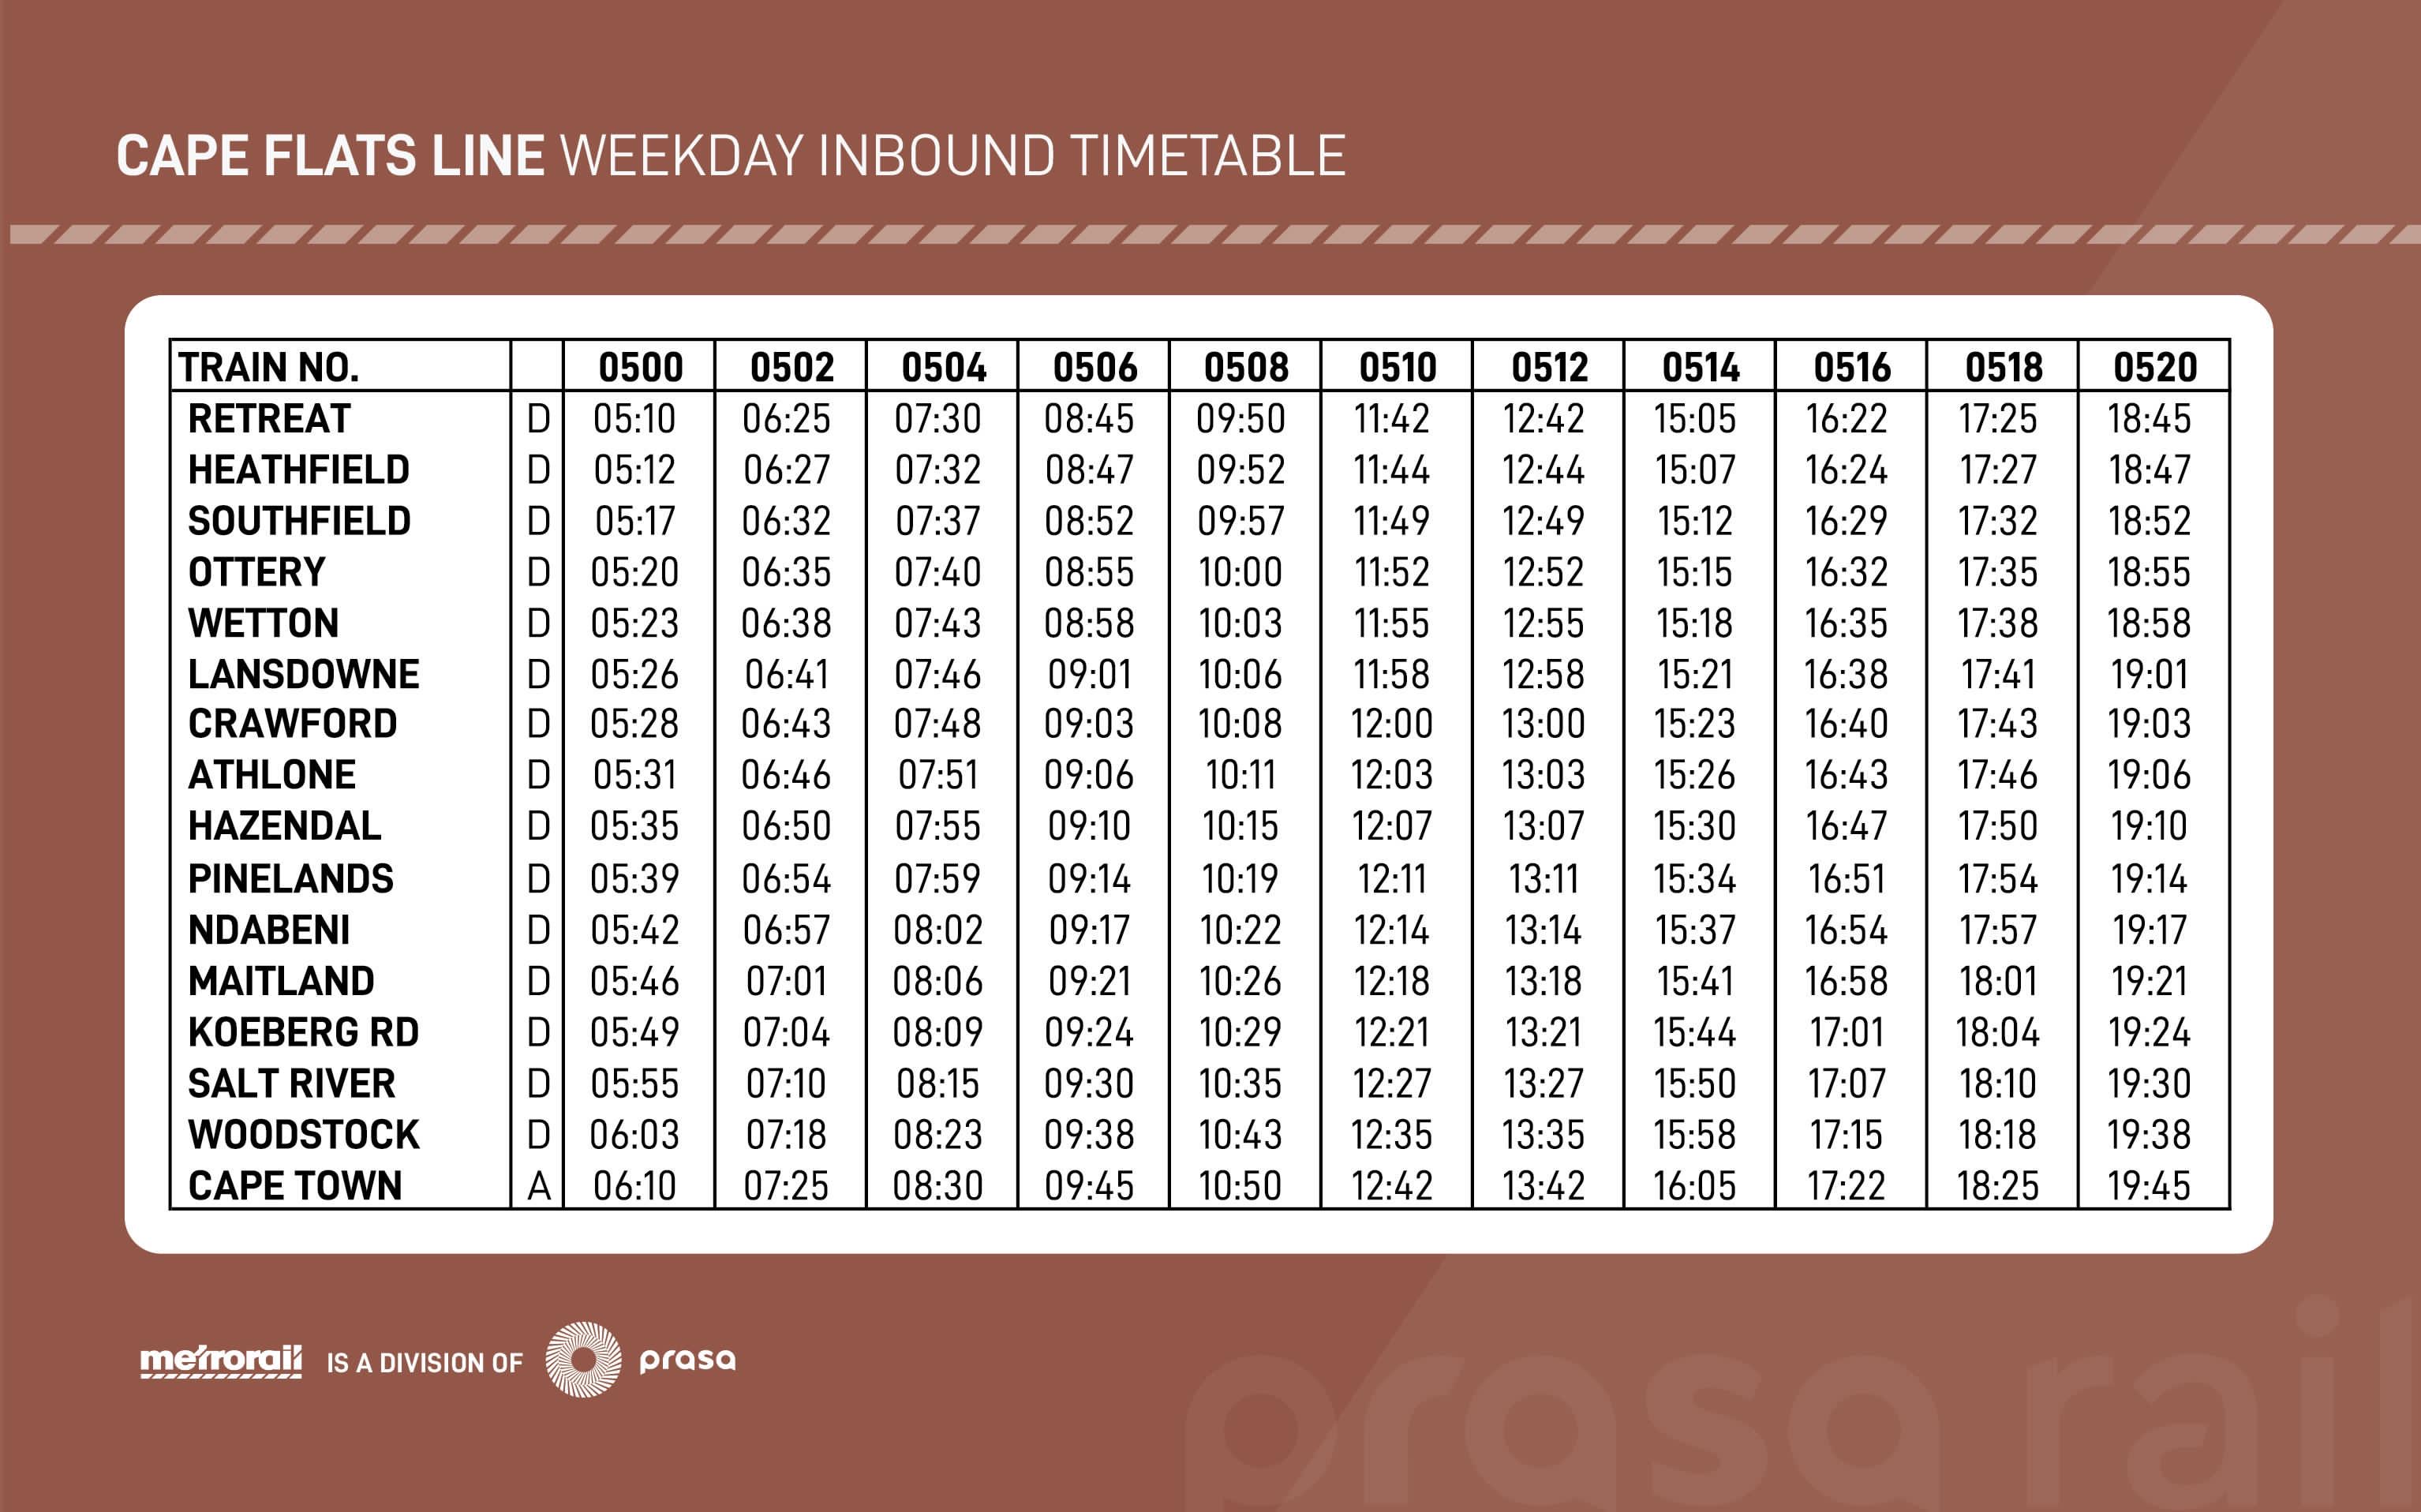 CAPE FLATS LINE WEEKDAY INBOUND TIMETABLE
TRAIN NO. 0500 0502 0504 0506 0508 0510 0512 0514 0516 0518 0520
RETREAT D 05:10 06:25 07:30 08:45 09:50 11:42 12:42 15:05 16:22 17:25 18:45
HEATHFIELD D 05:12 06:27 07:32 08:47 09:52 11:44 12:44 15:07 16:24 17:27 18:47
SOUTHFIELD D 05:17 06:32 07:37 08:52 09:57 11:49 12:49 15:12 16:29 17:32 18:52
OTTERY D 05:20 06:35 07:40 08:55 10:00 11:52 12:52 15:15 16:32 17:35 18:55
WETTON D 05:23 06:38 07:43 08:58 10:03 11:55 12:55 15:18 16:35 17:38 18:58
LANSDOWNE D 05:26 06:41 07:46 09:01 10:06 11:58 12:58 15:21 16:38 17:41 19:01
CRAWFORD D 05:28 06:43 07:48 09:03 10:08 12:00 13:00 15:23 16:40 17:43 19:03
ATHLONE D 05:31 06:46 07:51 09:06 10:11 12:03 13:03 15:26 16:43 17:46 19:06
HAZENDAL D 05:35 06:50 07:55 09:10 10:15 12:07 13:07 15:30 16:47 17:50 19:10
PINELANDS D 05:39 06:54 07:59 09:14 10:19 12:11 13:11 15:34 16:51 17:54 19:14
NDABENI D 05:42 06:57 08:02 09:17 10:22 12:14 13:14 15:37 16:54 17:57 19:17
MAITLAND D 05:46 07:01 08:06 09:21 10:26 12:18 13:18 15:41 16:58 18:01 19:21
KOEBERG RD D 05:49 07:04 08:09 09:24 10:29 12:21 13:21 15:44 17:01 18:04 19:24
SALT RIVER D 05:55 07:10 08:15 09:30 10:35 12:27 13:27 15:50 17:07 18:10 19:30
WOODSTOCK D 06:03 07:18 08:23 09:38 10:43 12:35 13:35 15:58 17:15 18:18 19:38
CAPE TOWN A 06:10 07:25 08:30 09:45 10:50 12:42 13:42 16:05 17:22 18:25 19:45
metrorail IS A DIVISION OF prasa
prasa rail